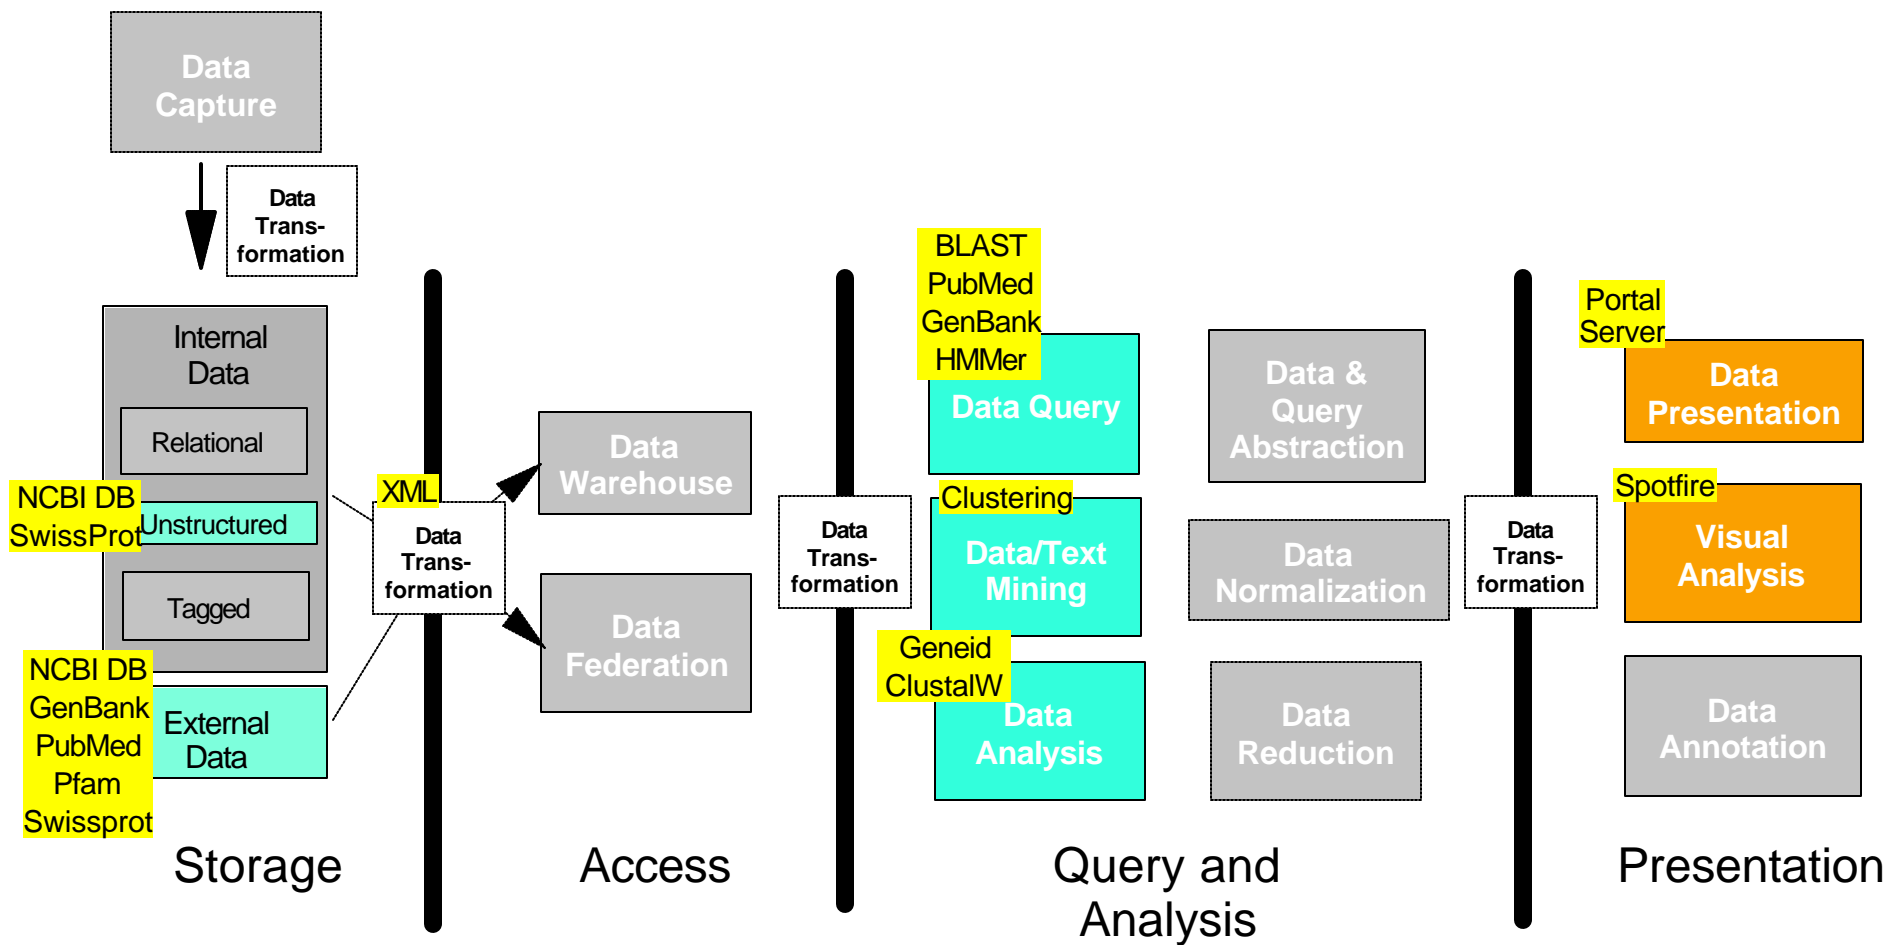 Data
Capture
Data
Trans-
formation
Internal
Data
Relational
NCBI DB
SwissProt
Unstructured
Tagged
NCBI DB
GenBank
PubMed
Pfam
Swissprot
External
Data
Storage
XML
Data
Trans-
formation
Data
Warehouse
Data
Federation
Access
Data
Trans-
formation
BLAST
PubMed
GenBank
HMMer
Data Query
Clustering
Data/Text
Mining
Geneid
ClustalW
Data
Analysis
Data &
Query
Abstraction
Data
Normalization
Data
Reduction
Query and
Analysis
Data
Trans-
formation
Portal
Server
Data
Presentation
Spotfire
Visual
Analysis
Data
Annotation
Presentation